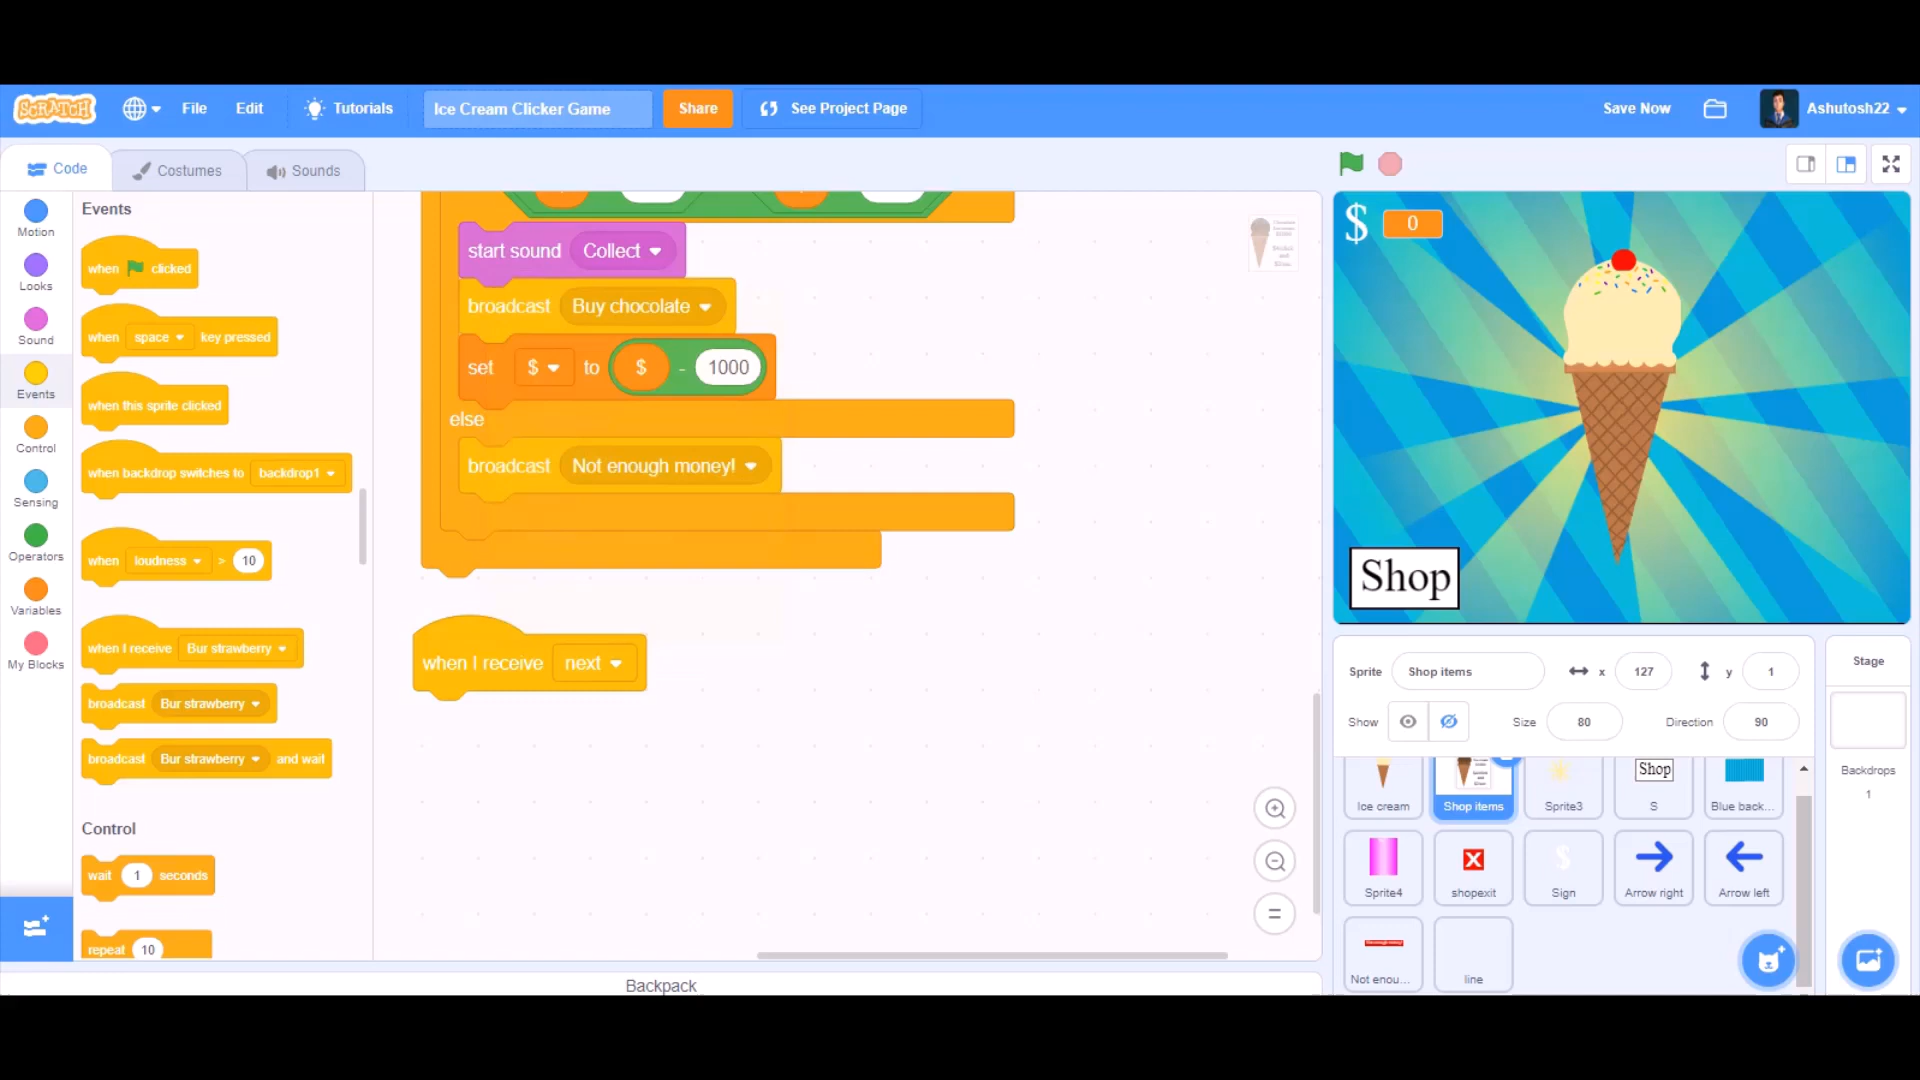 SCRATCH File Edit Tutorials Ice Cream Clicker Game Share See Project Page Save Now Ashutosh22
Code Costumes Sounds
Motion
Looks
Sound
Events
Control
Sensing
Operators
Variables
My Blocks
Events
when clicked
when space key pressed
when this sprite clicked
when backdrop switches to backdrop1
when loudness > 10
when I receive Bur strawberry
broadcast Bur strawberry
broadcast Bur strawberry and wait
Control
wait 1 seconds
repeat 10
start sound Collect
broadcast Buy chocolate
set $ to $ - 1000
else
broadcast Not enough money!
when I receive next
Backpack
$ 0
Shop
Sprite Shop items x 127 y 1
Show Size 80 Direction 90
Ice cream Shop items Sprite3 Shop S Blue back...
Sprite4 shopexit $ Sign Arrow right Arrow left
Not enou... line
Stage
Backdrops
1